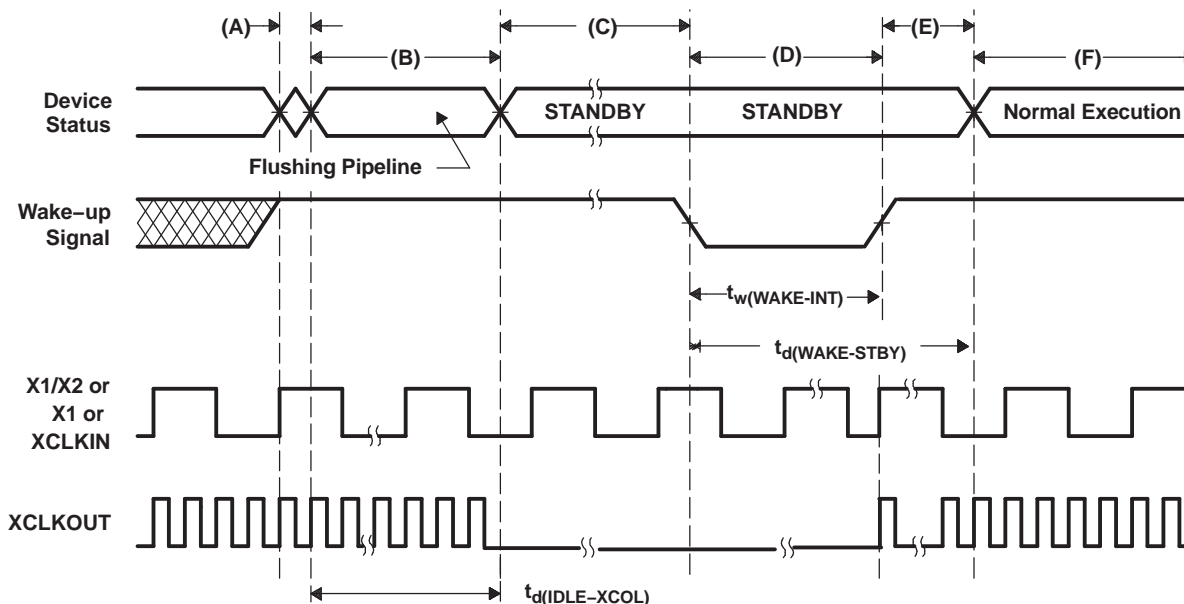 (A)
(C)
(E)
(B)
(D)
(F)
Device
Status
STANDBY
STANDBY
Normal Execution
Flushing Pipeline
Wake−up
Signal
tw(WAKE-INT)
td(WAKE-STBY)
X1/X2 or
X1 or
XCLKIN
XCLKOUT
td(IDLE−XCOL)